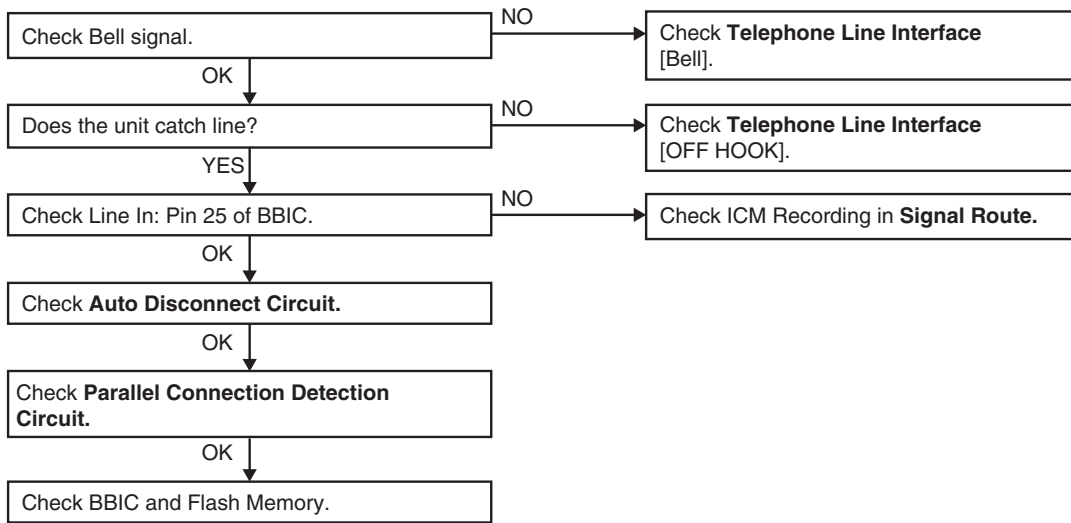 Check Bell signal.
NO
Check Telephone Line Interface
[Bell].
OK
Does the unit catch line?
NO
Check Telephone Line Interface
[OFF HOOK].
YES
Check Line In: Pin 25 of BBIC.
NO
Check ICM Recording in Signal Route.
OK
Check Auto Disconnect Circuit.
OK
Check Parallel Connection Detection
Circuit.
OK
Check BBIC and Flash Memory.